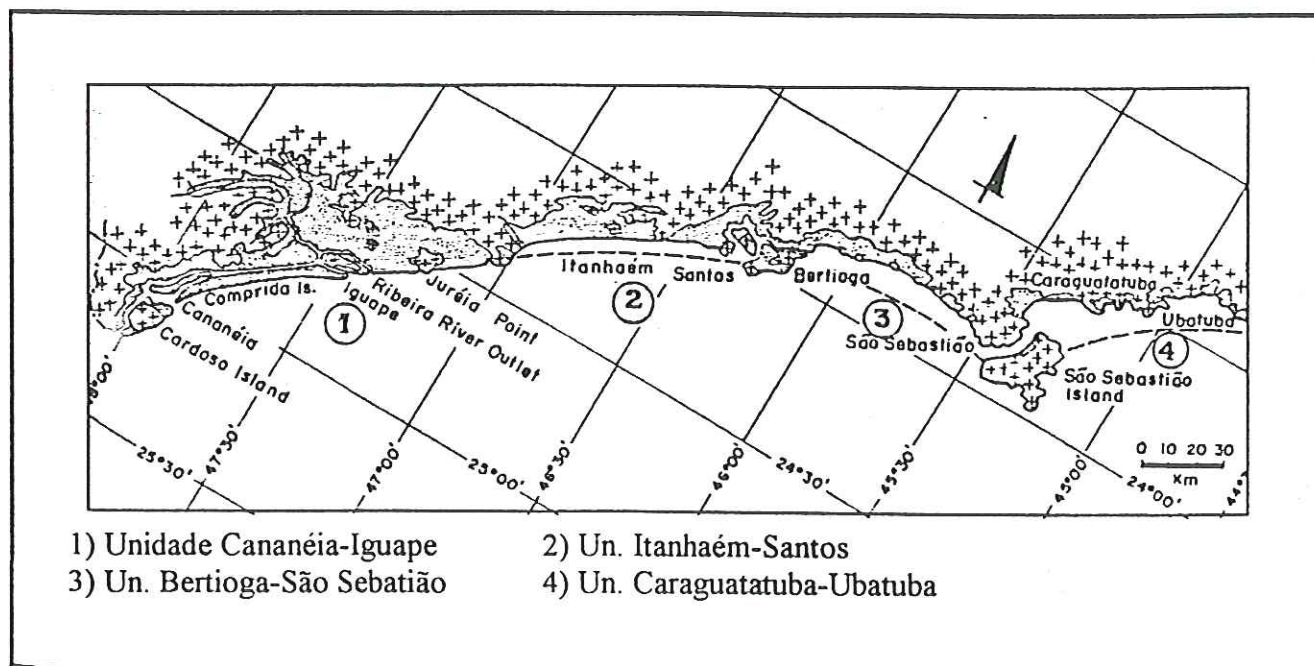 Caraguatatuba
Ubatuba
4
Itanhaém
Santos
Bertioga
2
3
São Sebastião
São Sebastião
Island
Comprida Is.
Cananéia
Cardoso Island
1
Iguape
Ribeira River Outlet
Juréia Point
0 10 20 30
Km
25°30'
47°30'
47°00'
25°00'
46°30'
46°00'
24°30'
45°30'
45°00'
24°00'
1) Unidade Cananéia-Iguape
2) Un. Itanhaém-Santos
3) Un. Bertioga-São Sebatião
4) Un. Caraguatatuba-Ubatuba